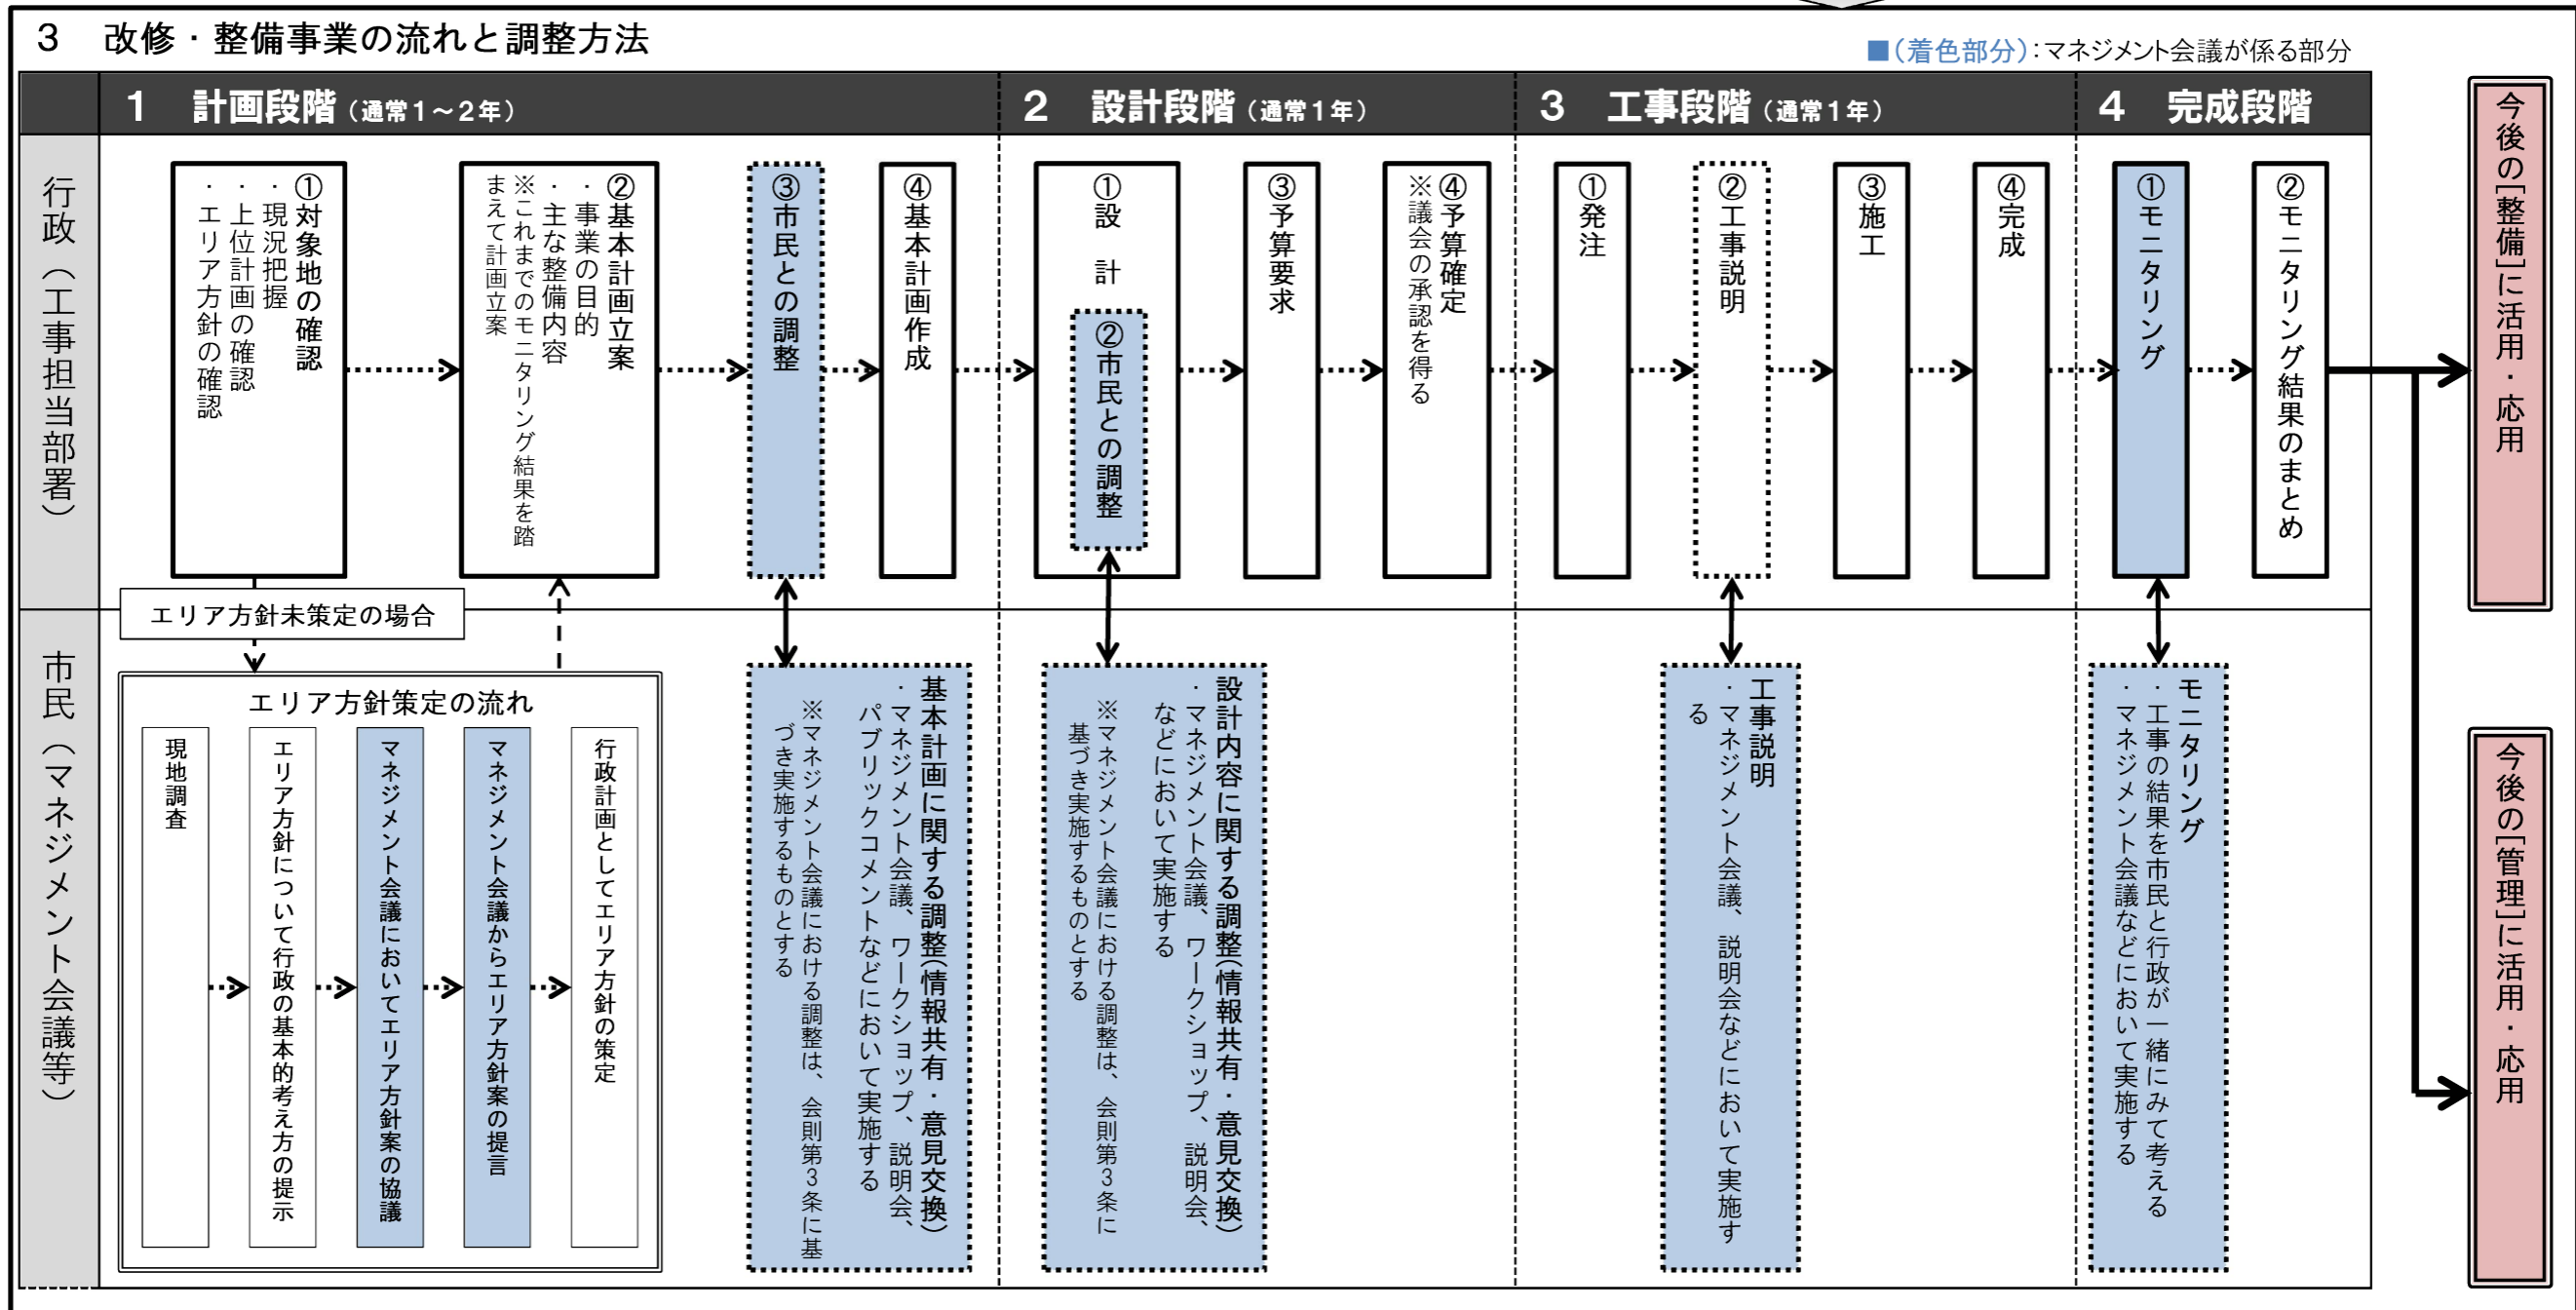 3　改修・整備事業の流れと調整方法
■(着色部分):マネジメント会議が係る部分
1　計画段階（通常1～2年）
2　設計段階（通常1年）
3　工事段階（通常1年）
4　完成段階
行政（工事担当部署）
①対象地の確認
・現況把握
・上位計画の確認
・エリア方針の確認
②基本計画立案
・事業の目的
・主な整備内容
※これまでのモニタリング結果を踏
まえて計画立案
③市民との調整
④基本計画作成
①設　計
②市民との調整
③予算要求
④予算確定
※議会の承認を得る
①発注
②工事説明
③施工
④完成
①モニタリング
②モニタリング結果のまとめ
今後の[整備]に活用・応用
エリア方針未策定の場合
市民（マネジメント会議等）
エリア方針策定の流れ
現地調査
エリア方針について行政の基本的考え方の提示
マネジメント会議においてエリア方針案の協議
マネジメント会議からエリア方針案の提言
行政計画としてエリア方針の策定
基本計画に関する調整(情報共有・意見交換)
・マネジメント会議、ワークショップ、説明会、
パブリックコメントなどにおいて実施する
※マネジメント会議における調整は、会則第3条に基
づき実施するものとする
設計内容に関する調整(情報共有・意見交換)
・マネジメント会議、ワークショップ、説明会、
などにおいて実施する
※マネジメント会議における調整は、会則第3条に
基づき実施するものとする
工事説明
・マネジメント会議、説明会などにおいて実施す
る
モニタリング
・工事の結果を市民と行政が一緒にみて考える
・マネジメント会議などにおいて実施する
今後の[管理]に活用・応用